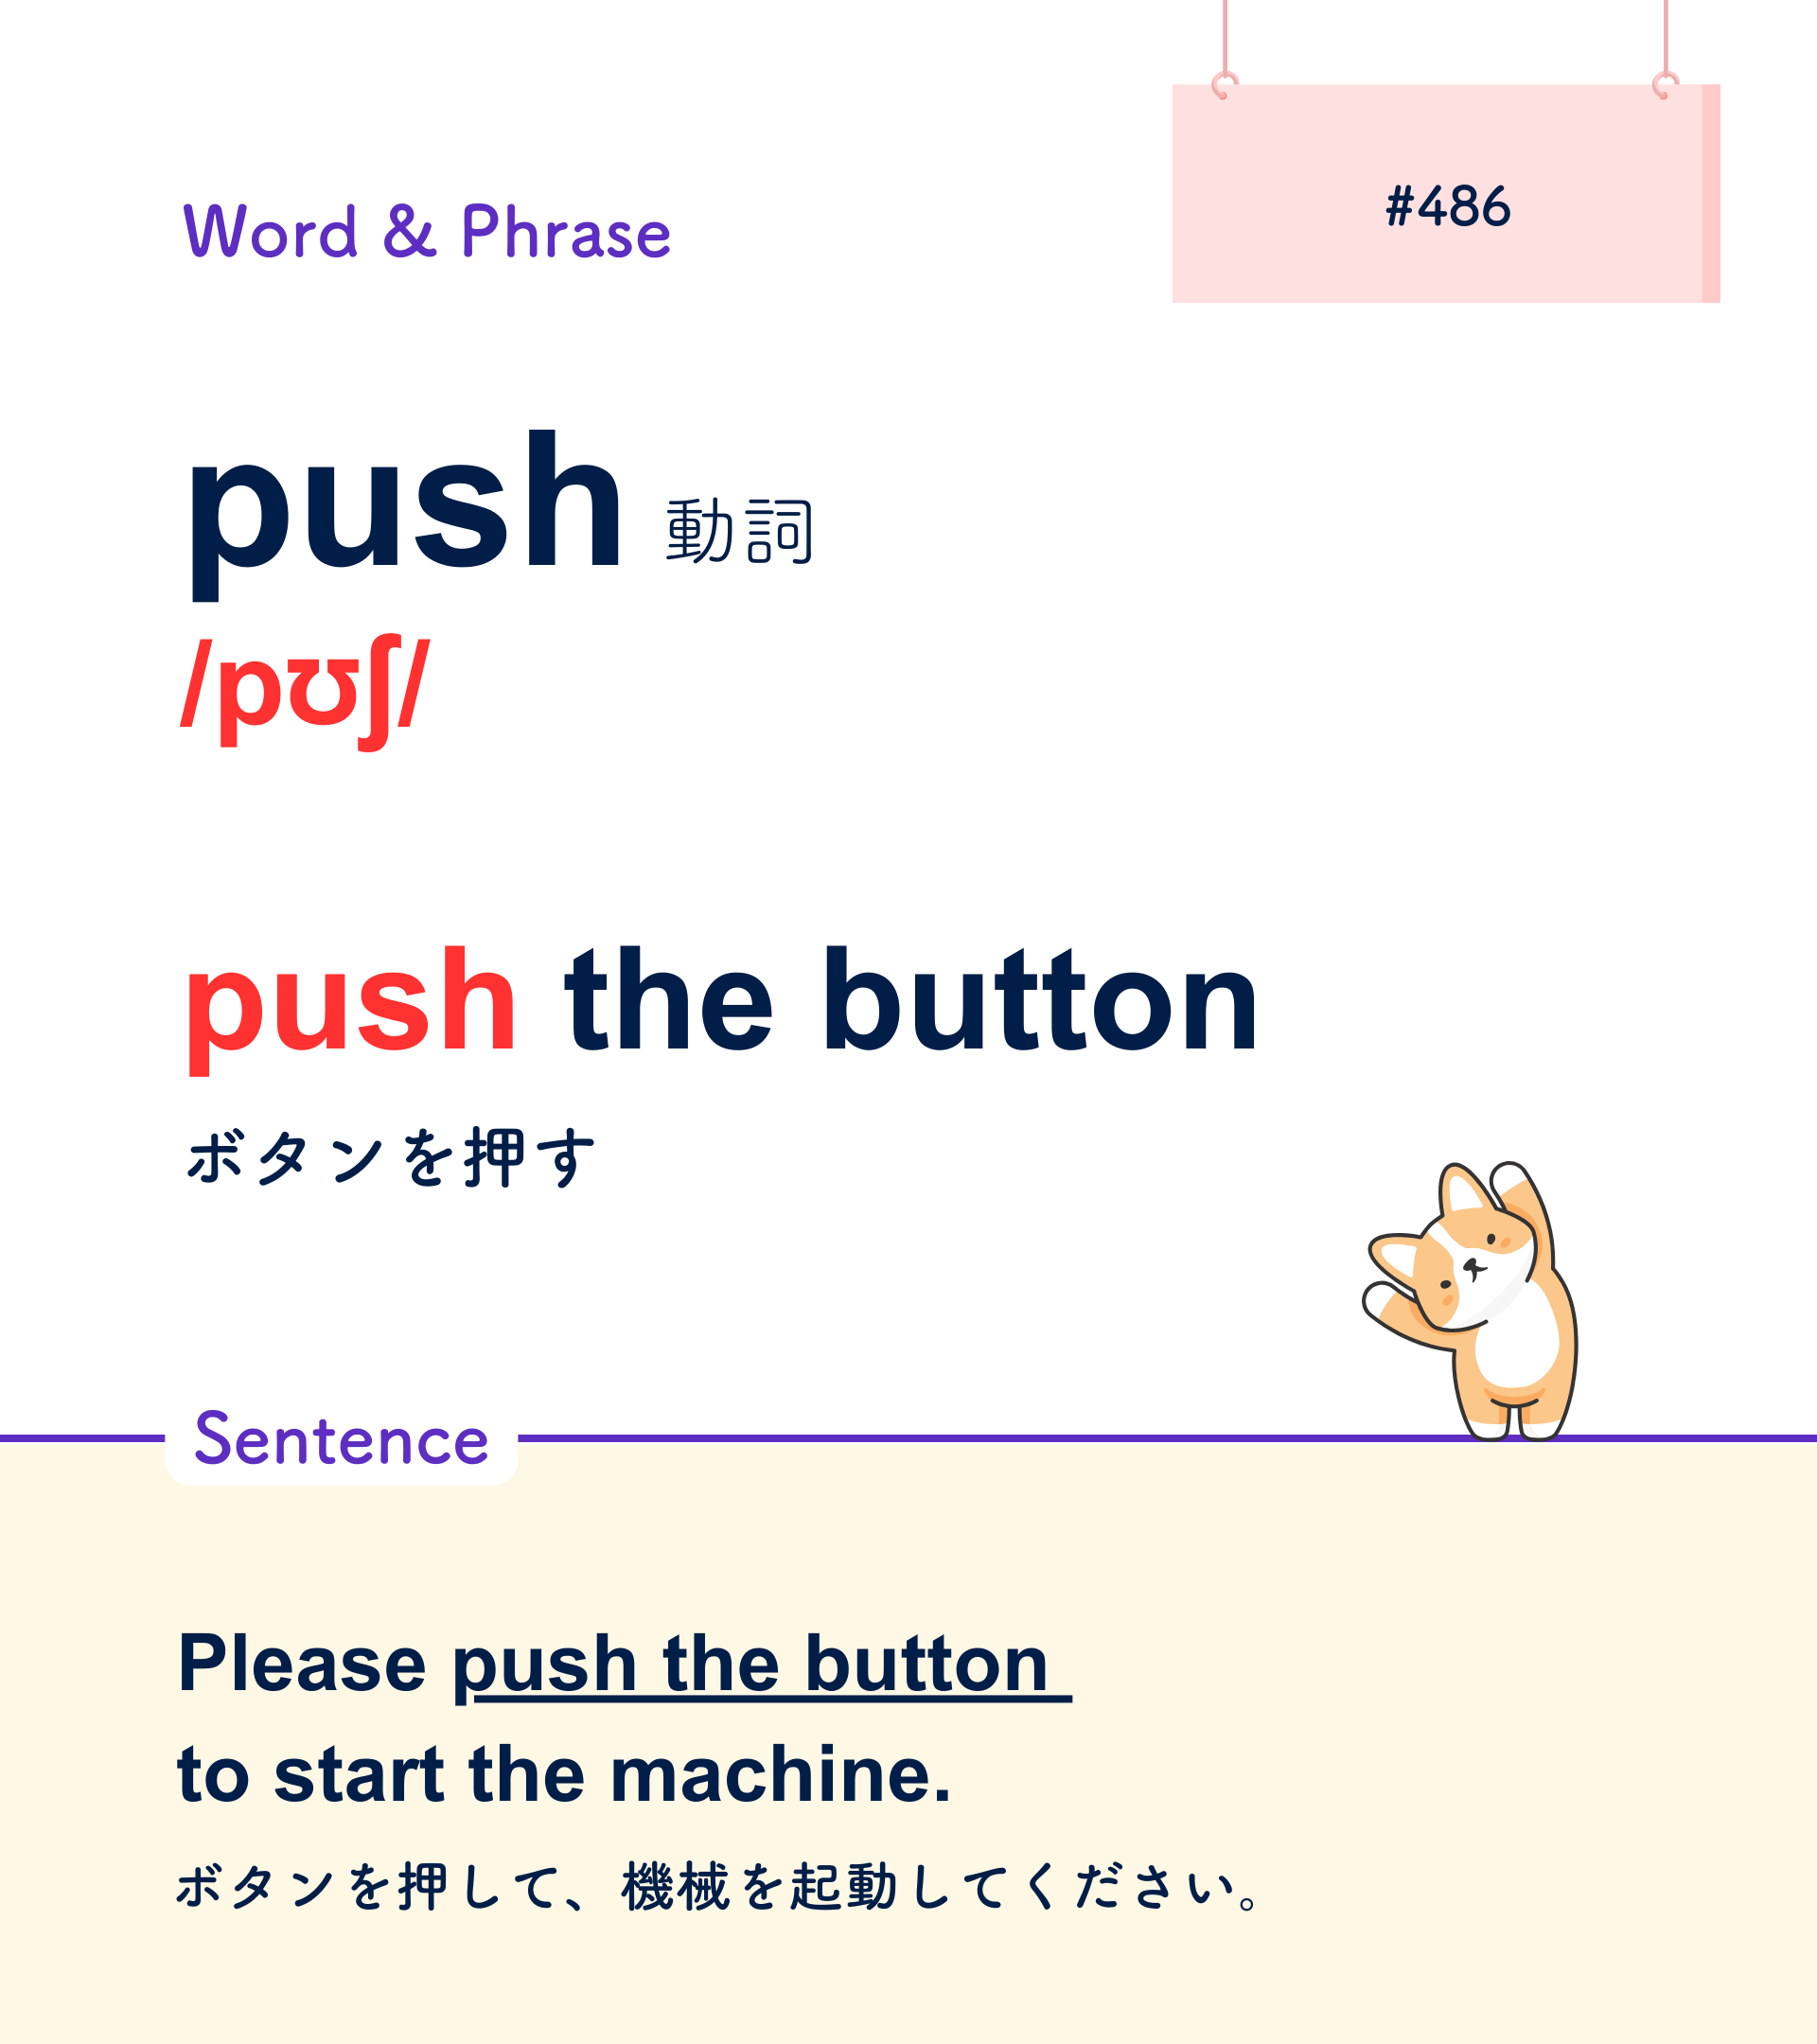 #486
Word & Phrase
push 動詞
/pʊʃ/
push the button
ボタンを押す
Sentence
Please push the button
to start the machine.
ボタンを押して、機械を起動してください。